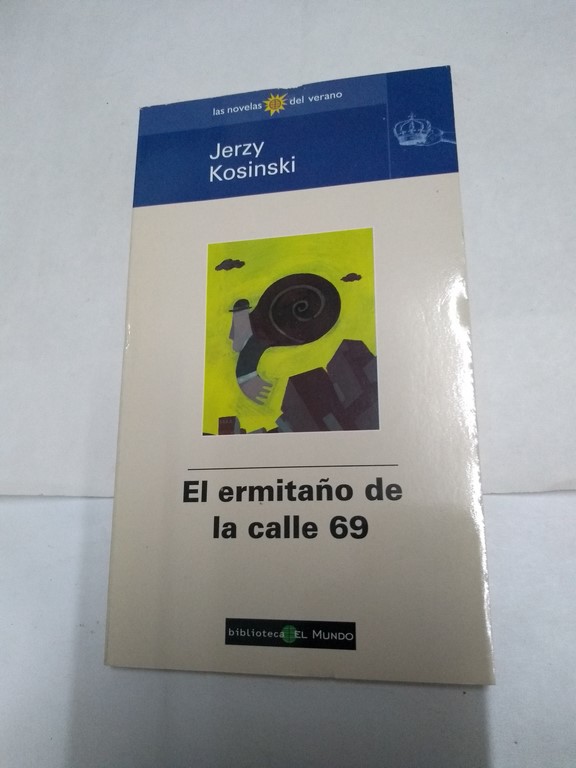 las novelas del verano
Jerzy
Kosinski
El ermitaño de
la calle 69
biblioteca EL MUNDO